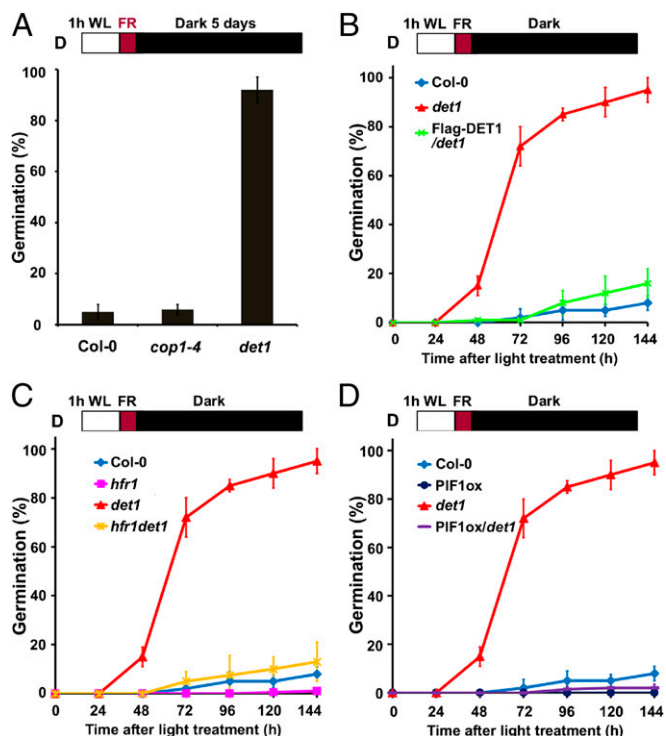 A
1h WL FR Dark 5 days
D
Germination (%)
100
80
60
40
20
0
Col-0 cop1-4 det1
B
1h WL FR Dark
D
Germination (%)
100
80
60
40
20
0
Col-0
det1
Flag-DET1
/det1
0 24 48 72 96 120 144
Time after light treatment (h)
C
1h WL FR Dark
D
Germination (%)
100
80
60
40
20
0
Col-0
hfr1
det1
hfr1det1
0 24 48 72 96 120 144
Time after light treatment (h)
D
1h WL FR Dark
D
Germination (%)
100
80
60
40
20
0
Col-0
PIF1ox
det1
PIF1ox/det1
0 24 48 72 96 120 144
Time after light treatment (h)